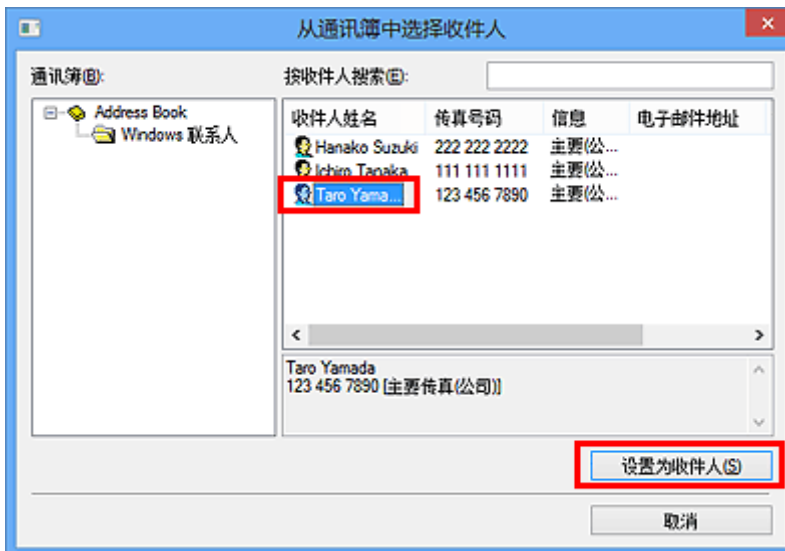 从通讯簿中选择收件人
通讯簿(B):
按收件人搜索(E):
Address Book
Windows 联系人
收件人姓名 传真号码 信息 电子邮件地址
Hanako Suzuki 222 222 2222 主要(公...
Ichiro Tanaka 111 111 1111 主要(公...
Taro Yama... 123 456 7890 主要(公...
Taro Yamada
123 456 7890 [主要传真(公司)]
设置为收件人(S)
取消